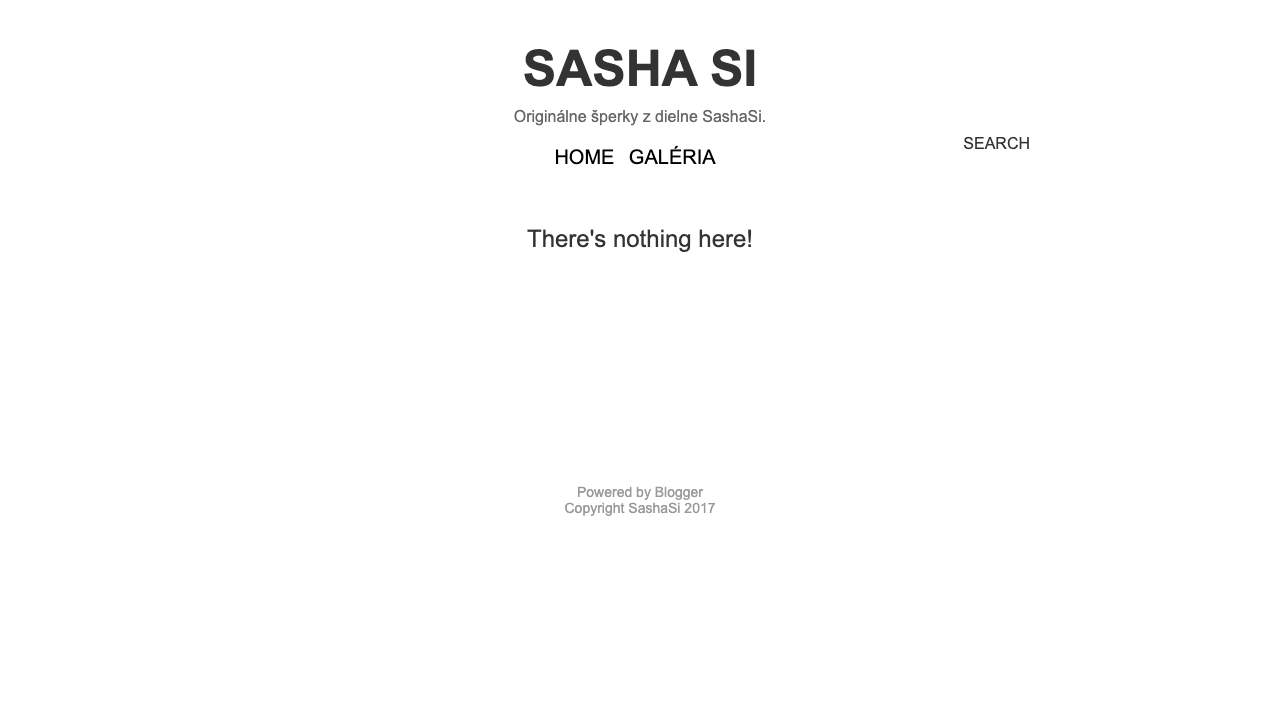 SASHA SI
Originálne šperky z dielne SashaSi.
SEARCH
HOME GALÉRIA
There's nothing here!
Powered by Blogger
Copyright SashaSi 2017